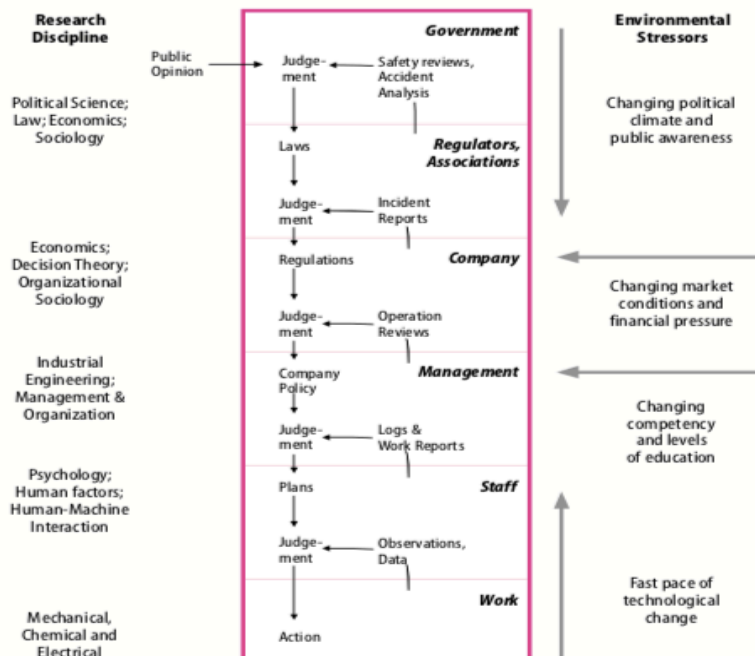 Research
Discipline
Political Science;
Law; Economics;
Sociology
Economics;
Decision Theory;
Organizational
Sociology
Industrial
Engineering;
Management &
Organization
Psychology;
Human factors;
Human-Machine
Interaction
Mechanical,
Chemical and
Electrical
Public
Opinion
Government
Judge-
ment
Safety reviews,
Accident
Analysis
Regulators,
Associations
Laws
Judge-
ment
Incident
Reports
Company
Regulations
Judge-
ment
Operation
Reviews
Management
Company
Policy
Judge-
ment
Logs &
Work Reports
Staff
Plans
Judge-
ment
Observations,
Data
Work
Action
Environmental
Stressors
Changing political
climate and
public awareness
Changing market
conditions and
financial pressure
Changing
competency
and levels
of education
Fast pace of
technological
change